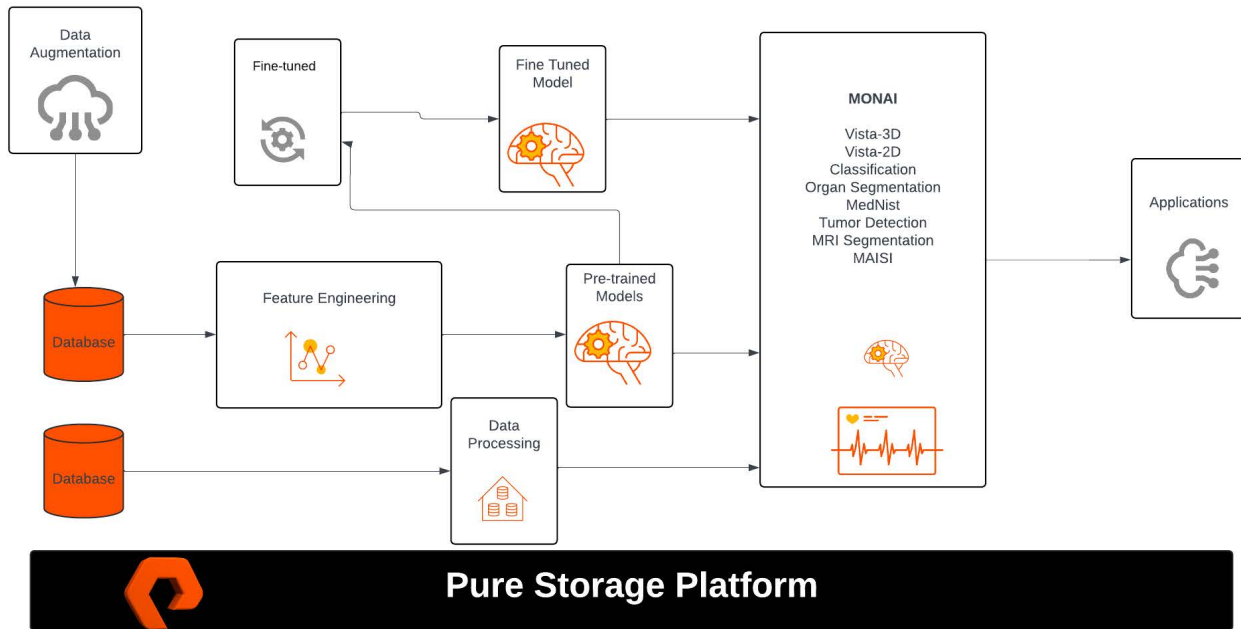 Data
Augmentation
Fine-tuned
Fine Tuned
Model
MONAI
Vista-3D
Vista-2D
Classification
Organ Segmentation
MedNist
Tumor Detection
MRI Segmentation
MAISI
Applications
Database
Feature Engineering
Pre-trained
Models
Database
Data
Processing
Pure Storage Platform